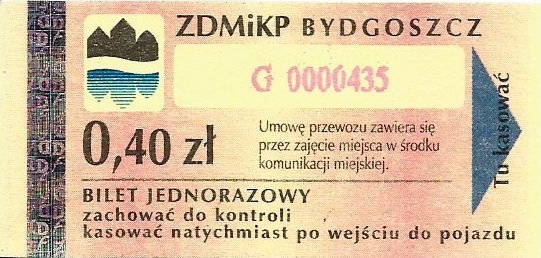 ZDMiKP BYDGOSZCZ
G 0000435
0,40 zł
Umowę przewozu zawiera się
przez zajęcie miejsca w środku
komunikacji miejskiej.
Tu kasować
BILET JEDNORAZOWY
zachować do kontroli
kasować natychmiast po wejściu do pojazdu